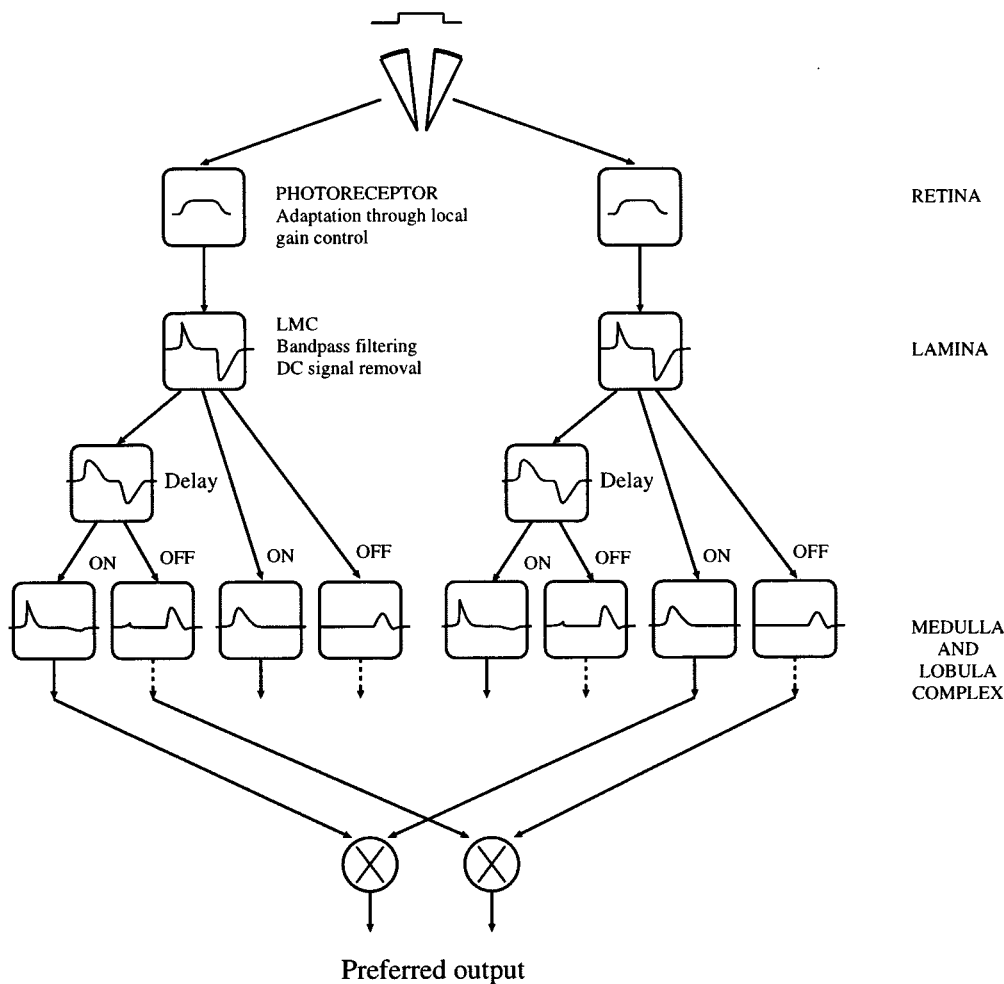 PHOTORECEPTOR
Adaptation through local
gain control
RETINA
LMC
Bandpass filtering
DC signal removal
LAMINA
Delay
Delay
ON
OFF
ON
OFF
ON
OFF
ON
OFF
MEDULLA
AND
LOBULA
COMPLEX
Preferred output